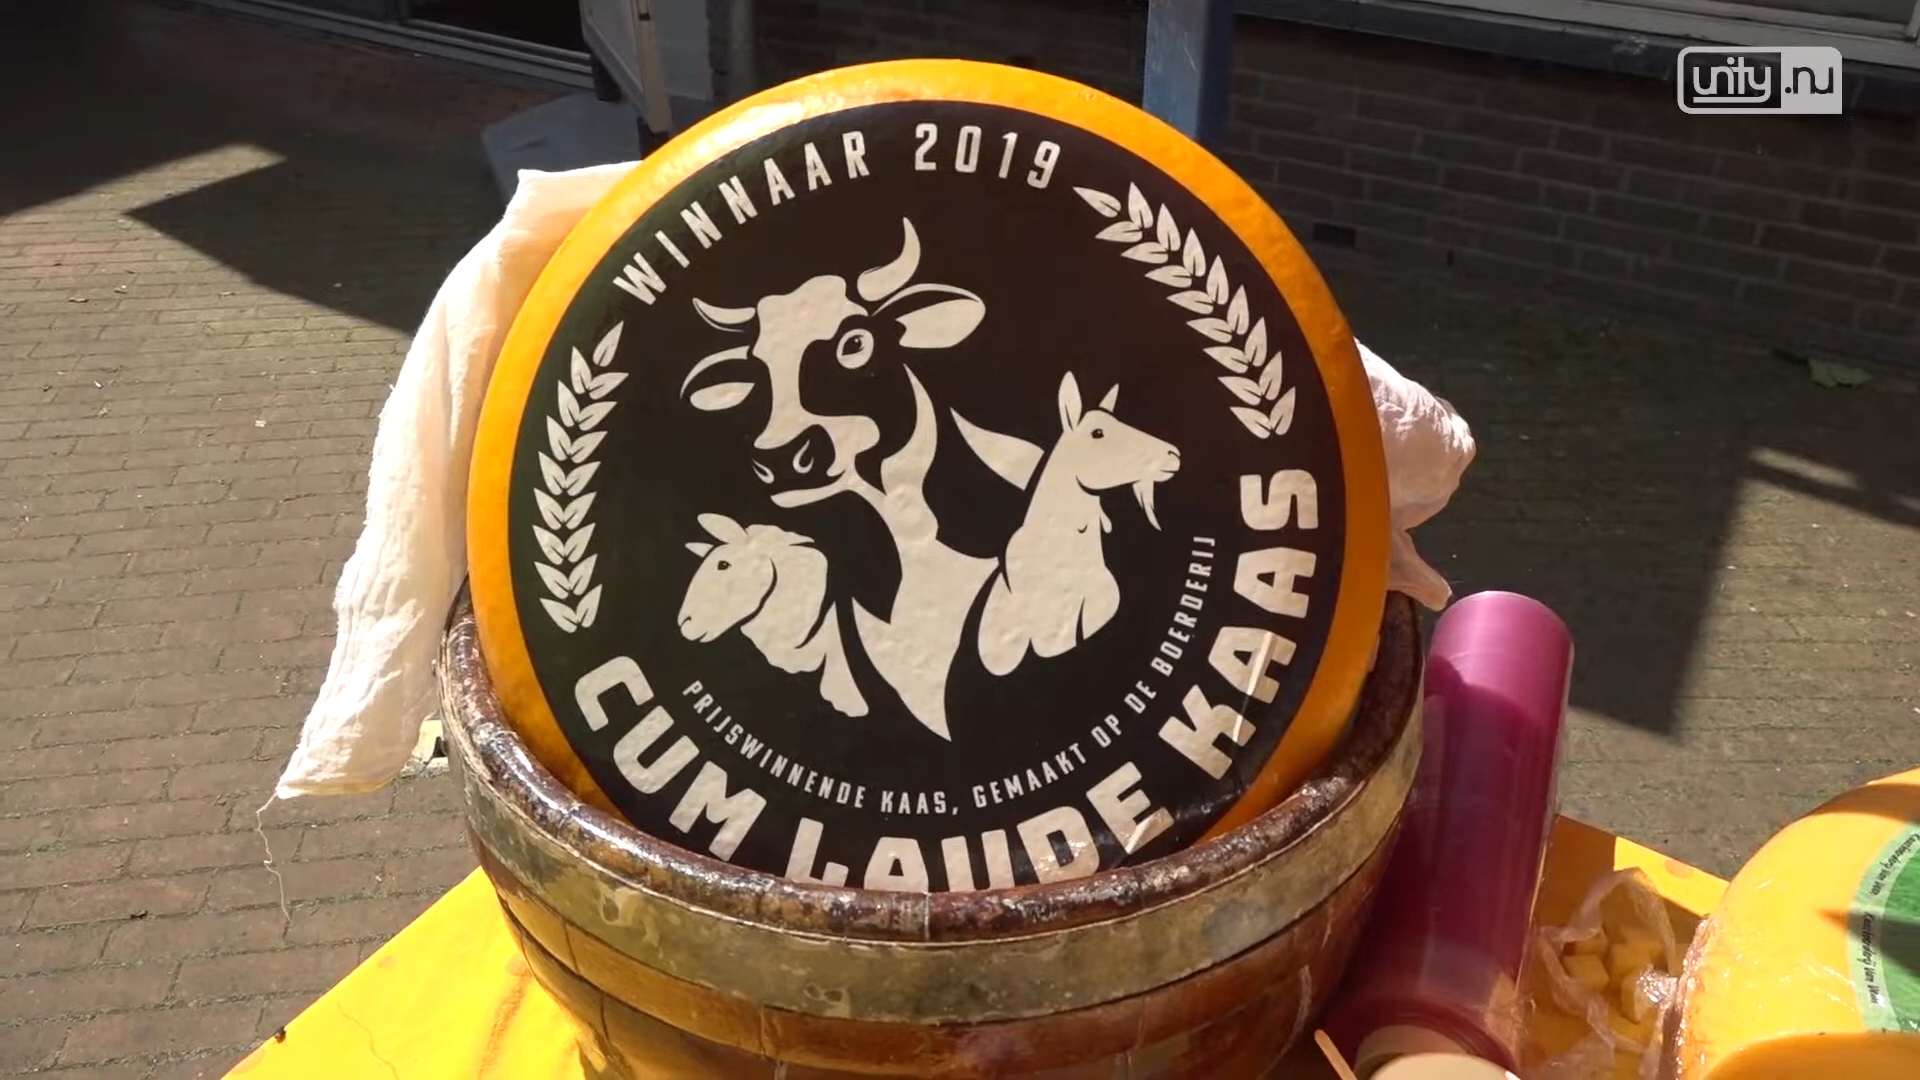 unity.nu
WINNAAR 2019
PRIJSWINNENDE KAAS, GEMAAKT OP DE BOERDERIJ
CUM LAUDE KAAS